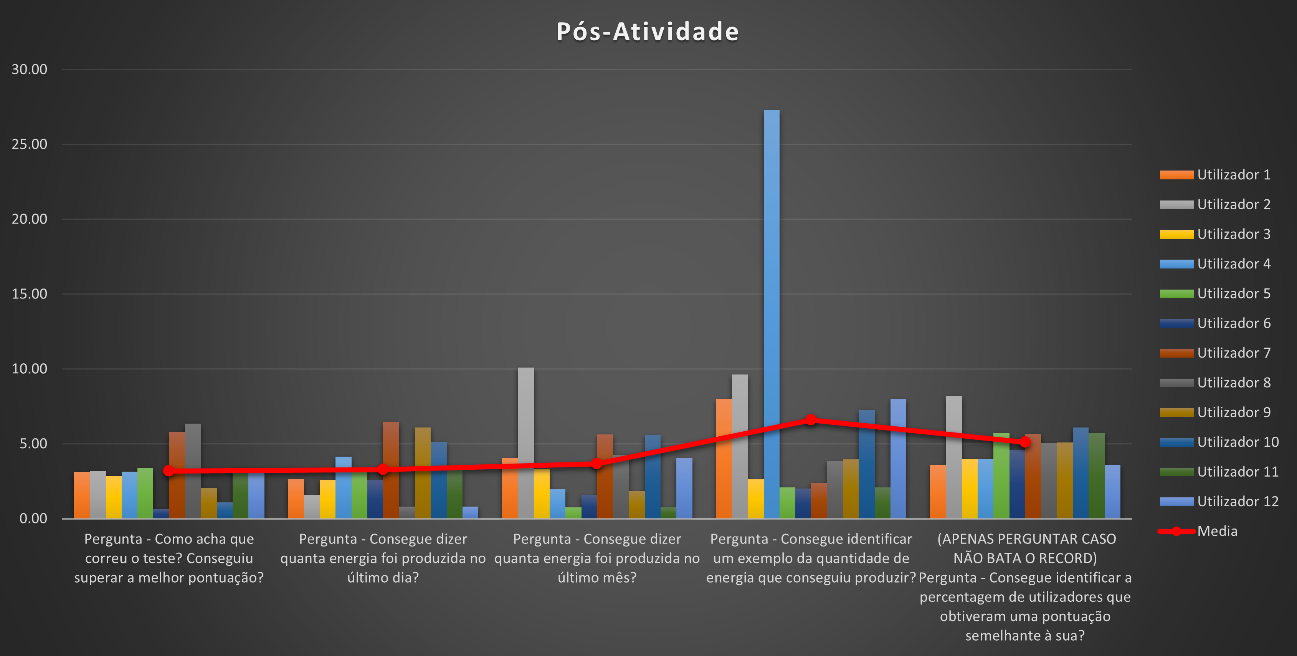 Pós-Atividade
30.00
25.00
20.00
15.00
10.00
5.00
0.00
Pergunta - Como acha que
correu o teste? Conseguiu
superar a melhor pontuação?
Pergunta - Consegue dizer
quanta energia foi produzida no
último dia?
Pergunta - Consegue dizer
quanta energia foi produzida no
último mês?
Pergunta - Consegue identificar
um exemplo da quantidade de
energia que conseguiu produzir?
(APENAS PERGUNTAR CASO
NÃO BATA O RECORD)
Pergunta - Consegue identificar a
percentagem de utilizadores que
obtiveram uma pontuação
semelhante à sua?
Utilizador 1
Utilizador 2
Utilizador 3
Utilizador 4
Utilizador 5
Utilizador 6
Utilizador 7
Utilizador 8
Utilizador 9
Utilizador 10
Utilizador 11
Utilizador 12
Media